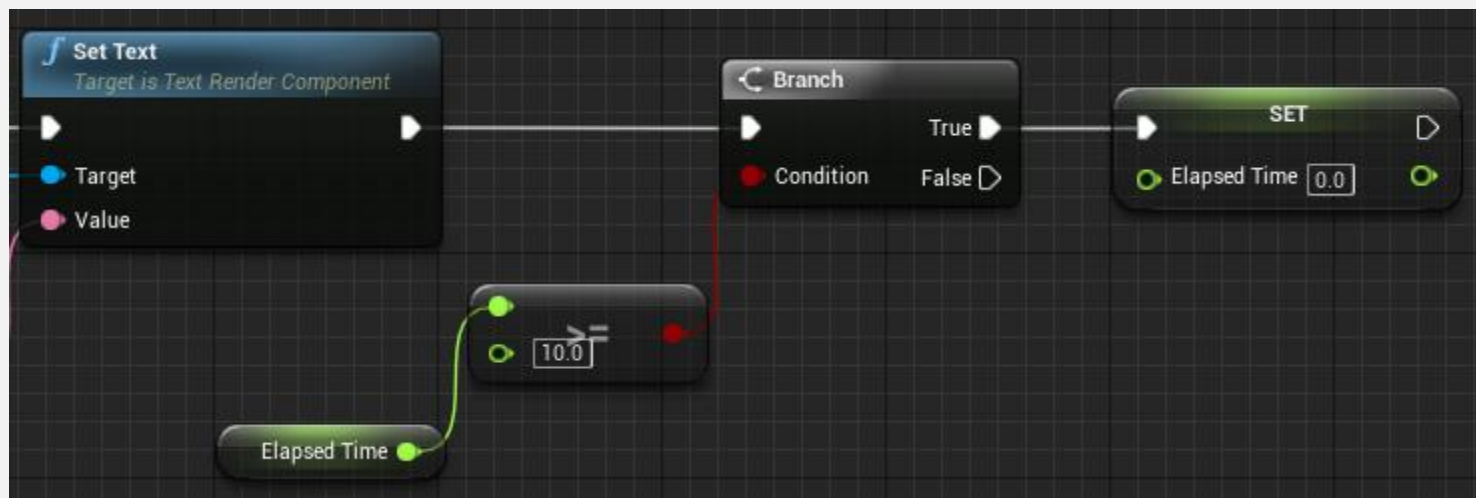 Set Text
Target is Text Render Component
Target
Value
Branch
True
Condition
False
SET
Elapsed Time 0.0
>=
10.0
Elapsed Time